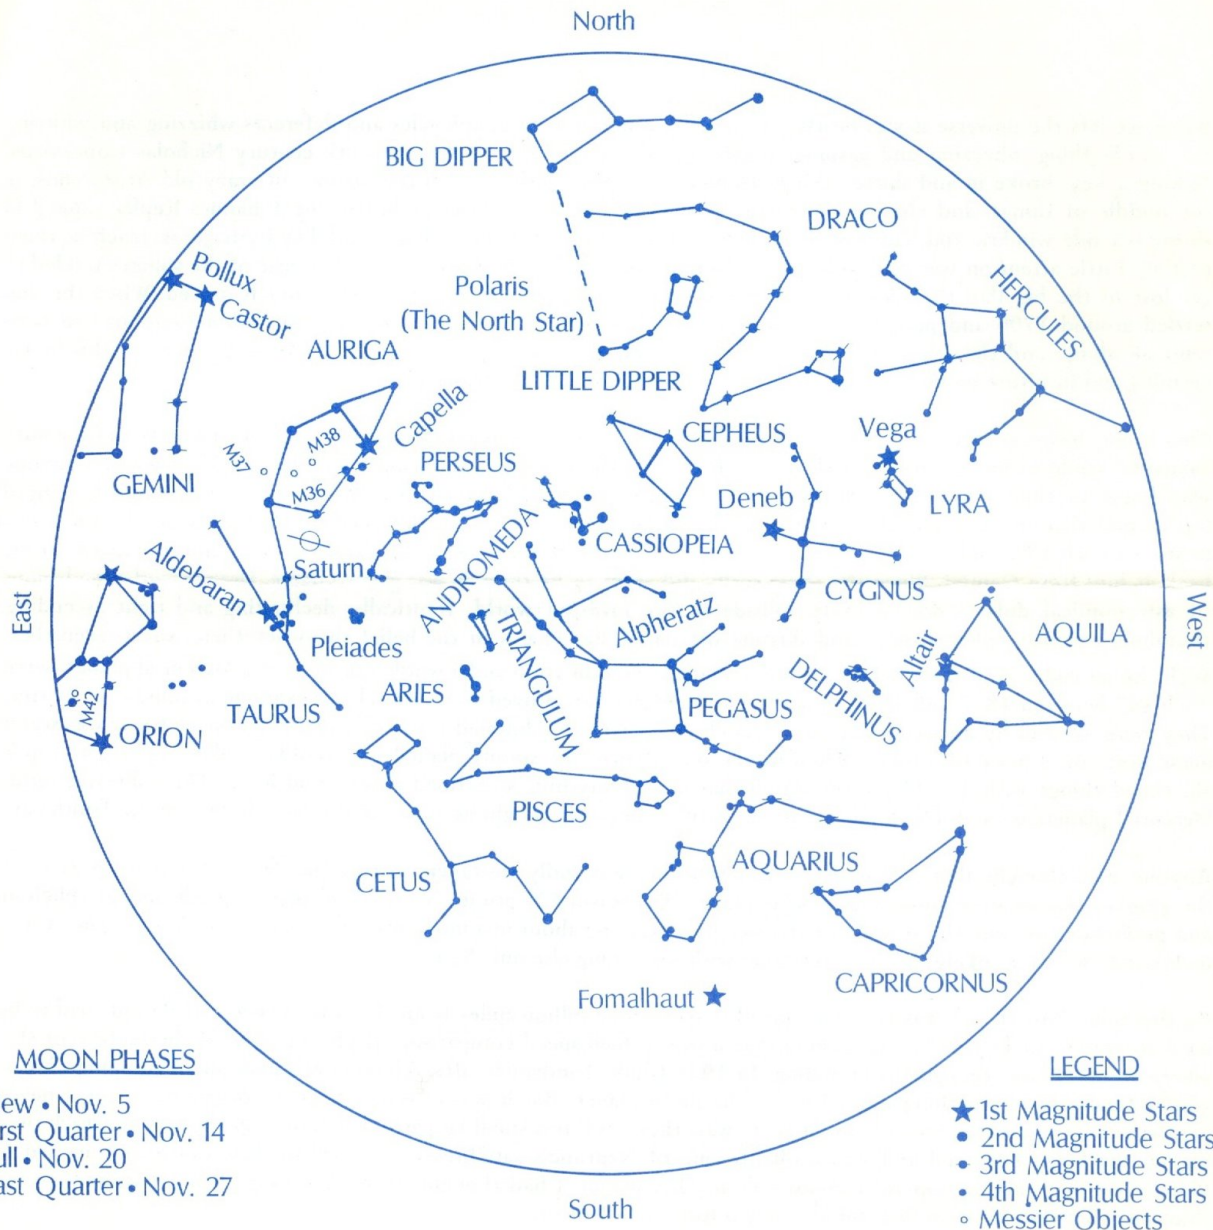 North
BIG DIPPER
DRACO
Pollux
Castor
Polaris
(The North Star)
HERCULES
AURIGA
LITTLE DIPPER
Capella
CEPHEUS
Vega
M38
M37
M36
PERSEUS
GEMINI
Deneb
LYRA
ANDROMEDA
CASSIOPEIA
Aldebaran
Saturn
CYGNUS
East
West
Pleiades
TRIANGULUM
Alpheratz
Altair
AQUILA
M42
ORION
TAURUS
ARIES
PEGASUS
DELPHINUS
PISCES
CETUS
AQUARIUS
CAPRICORNUS
Fomalhaut
MOON PHASES
ew • Nov. 5
rst Quarter • Nov. 14
ull • Nov. 20
ast Quarter • Nov. 27
LEGEND
1st Magnitude Stars
2nd Magnitude Stars
3rd Magnitude Stars
4th Magnitude Stars
Messier Objects
South